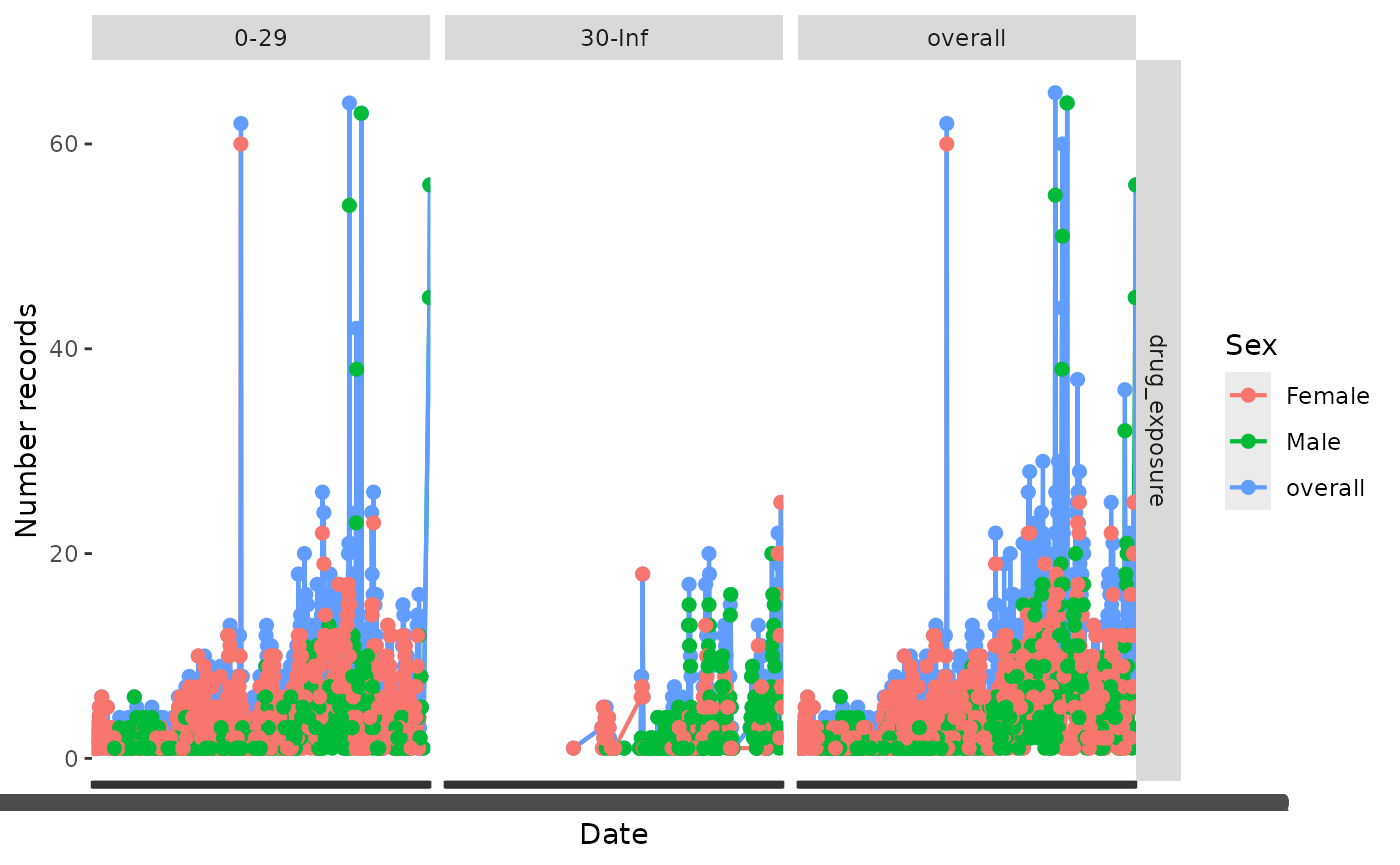 0-29
30-Inf
overall
60
40
20
0
Number records
drug_exposure
Date
Sex
Female
Male
overall